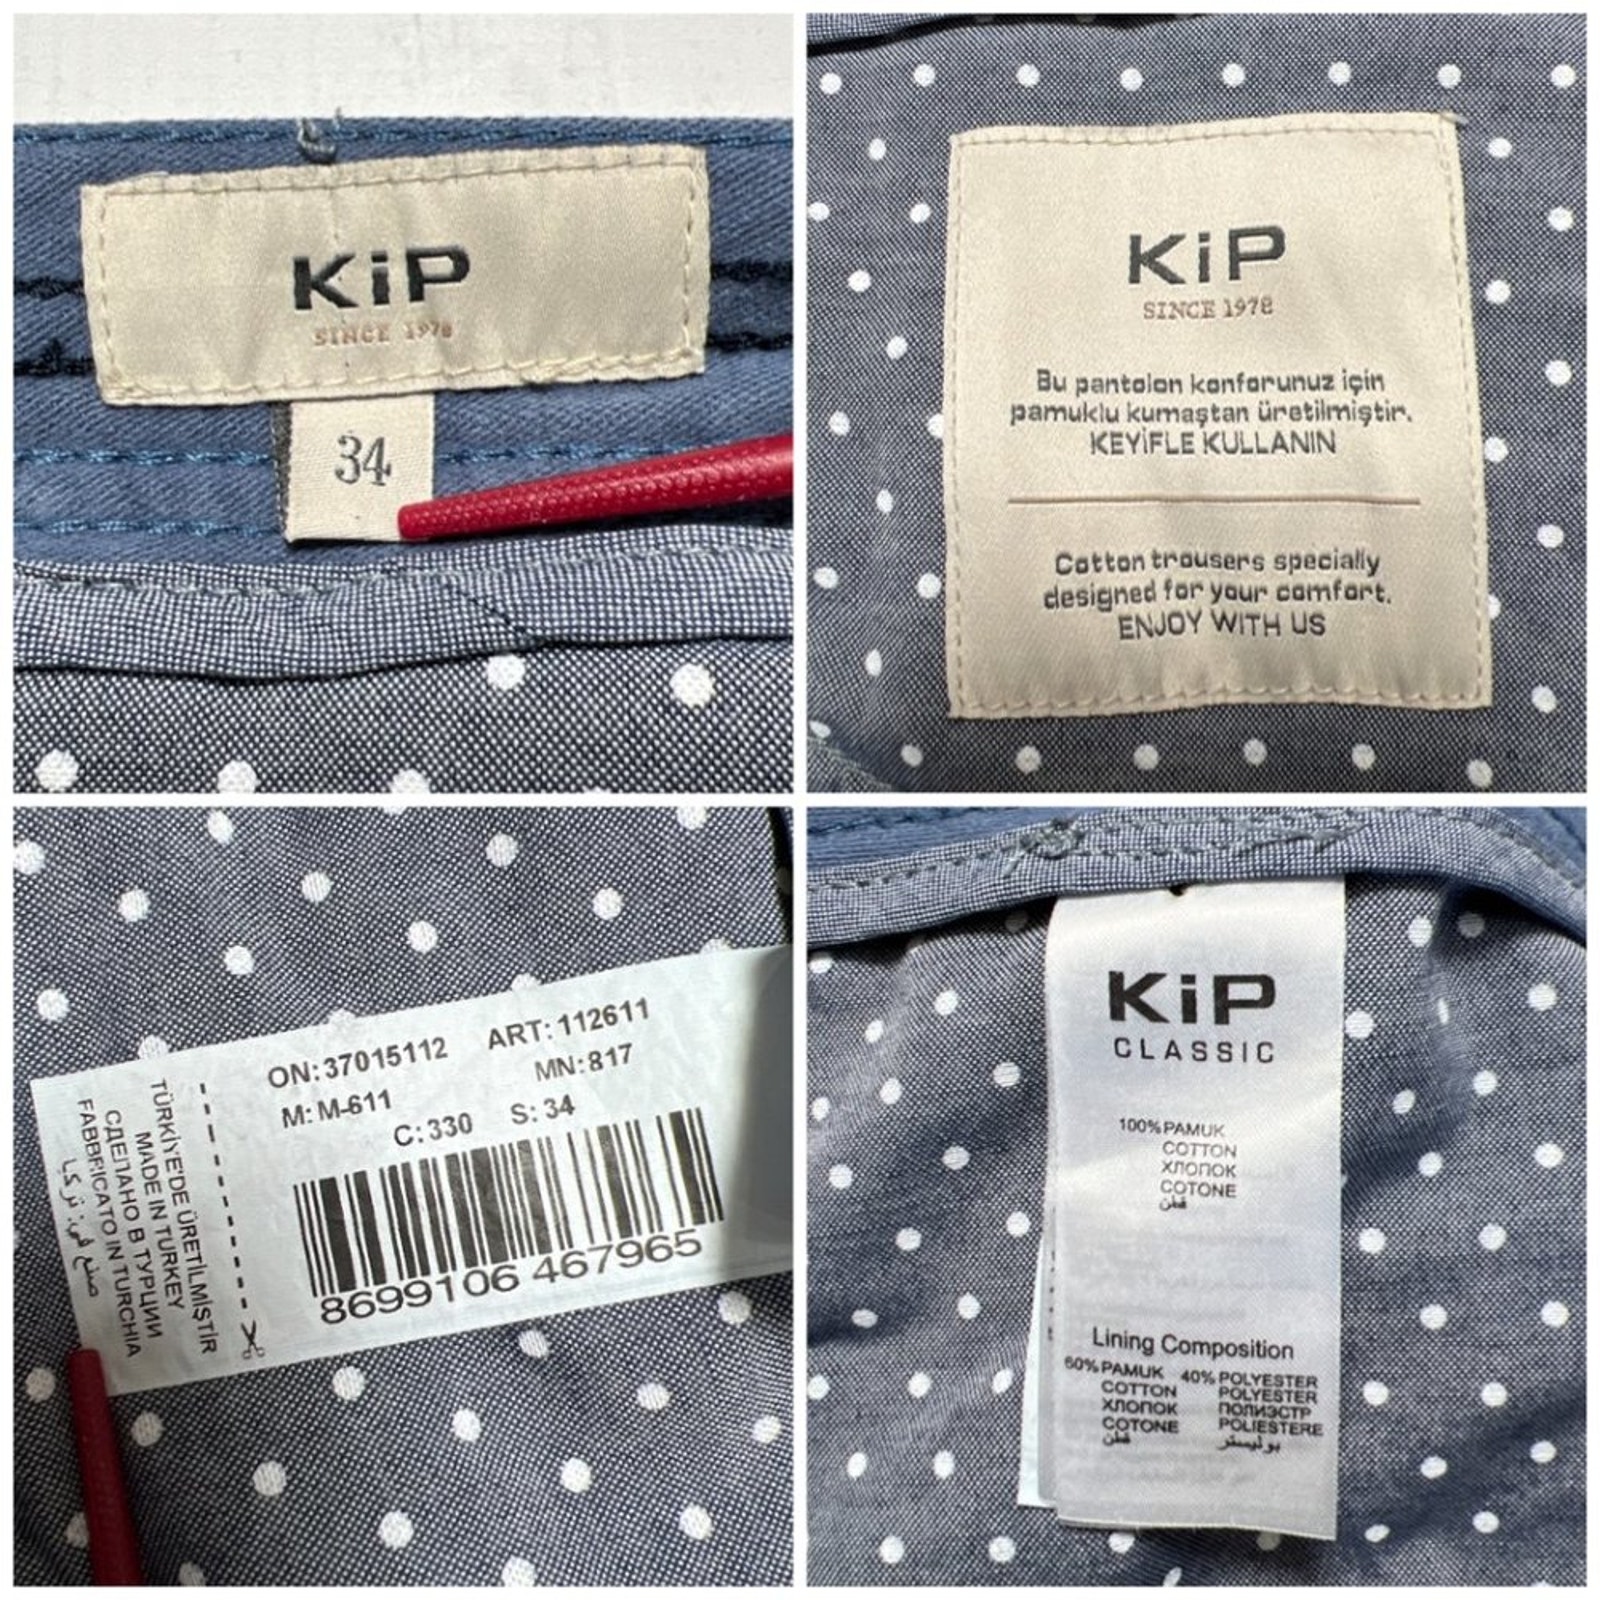 KiP
SINCE 1978
34
KiP
SINCE 1978
Bu pantolon konforunuz için
pamuklu kumaştan üretilmiştir.
KEYİFLE KULLANIN
Cotton trousers specially
designed for your comfort.
ENJOY WITH US
ON: 37015112 ART: 112611
M: M-611 MN: 817
C: 330 S: 34
8699106 467965
TÜRKİYE'DE ÜRETİLMİŞTİR
MADE IN TURKEY
СДЕЛАНО В ТУРЦИИ
FABBRICATO IN TURCHIA
صنع في: تركيا
KiP
CLASSIC
100% PAMUK
COTTON
ХЛОПОК
COTONE
قطن
Lining Composition
60% PAMUK 40% POLYESTER
COTTON POLYESTER
ХЛОПОК ПОЛИЭСТР
COTONE POLIESTERE
قطن بوليستر